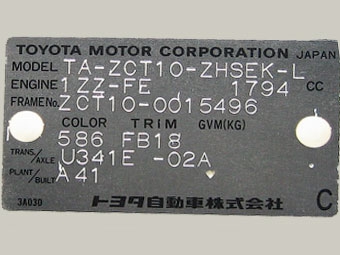 TOYOTA MOTOR CORPORATION JAPAN
MODEL TA-ZCT10-ZHSEK-L
ENGINE 1ZZ-FE 1794 CC
FRAME No. ZCT10-0015496
COLOR TRIM GVM(KG)
586 FB18
TRANS./AXLE U341E -02A
PLANT/BUILT A41
3A030 トヨタ自動車株式会社 C